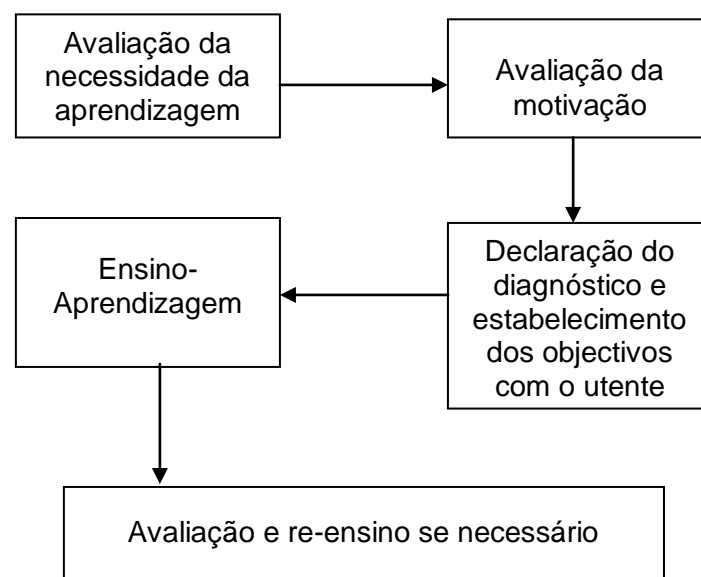 Avaliação da
necessidade da
aprendizagem
Avaliação da
motivação
Declaração do
diagnóstico e
estabelecimento
dos objectivos
com o utente
Ensino-
Aprendizagem
Avaliação e re-ensino se necessário